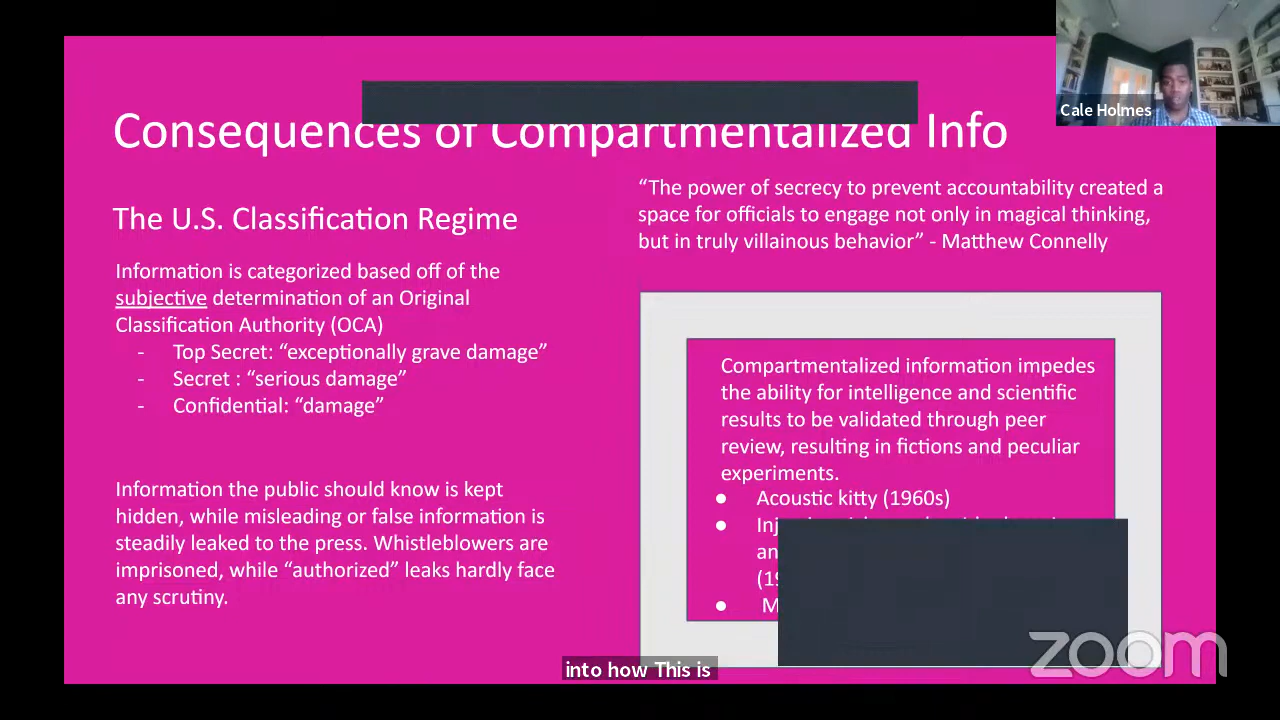 Cale Holmes
Consequences of Compartmentalized Info
The U.S. Classification Regime
Information is categorized based off of the
subjective determination of an Original
Classification Authority (OCA)
- Top Secret: “exceptionally grave damage”
- Secret : “serious damage”
- Confidential: “damage”
Information the public should know is kept
hidden, while misleading or false information is
steadily leaked to the press. Whistleblowers are
imprisoned, while “authorized” leaks hardly face
any scrutiny.
“The power of secrecy to prevent accountability created a
space for officials to engage not only in magical thinking,
but in truly villainous behavior” - Matthew Connelly
Compartmentalized information impedes
the ability for intelligence and scientific
results to be validated through peer
review, resulting in fictions and peculiar
experiments.
● Acoustic kitty (1960s)
●
●
zoom
into how This is